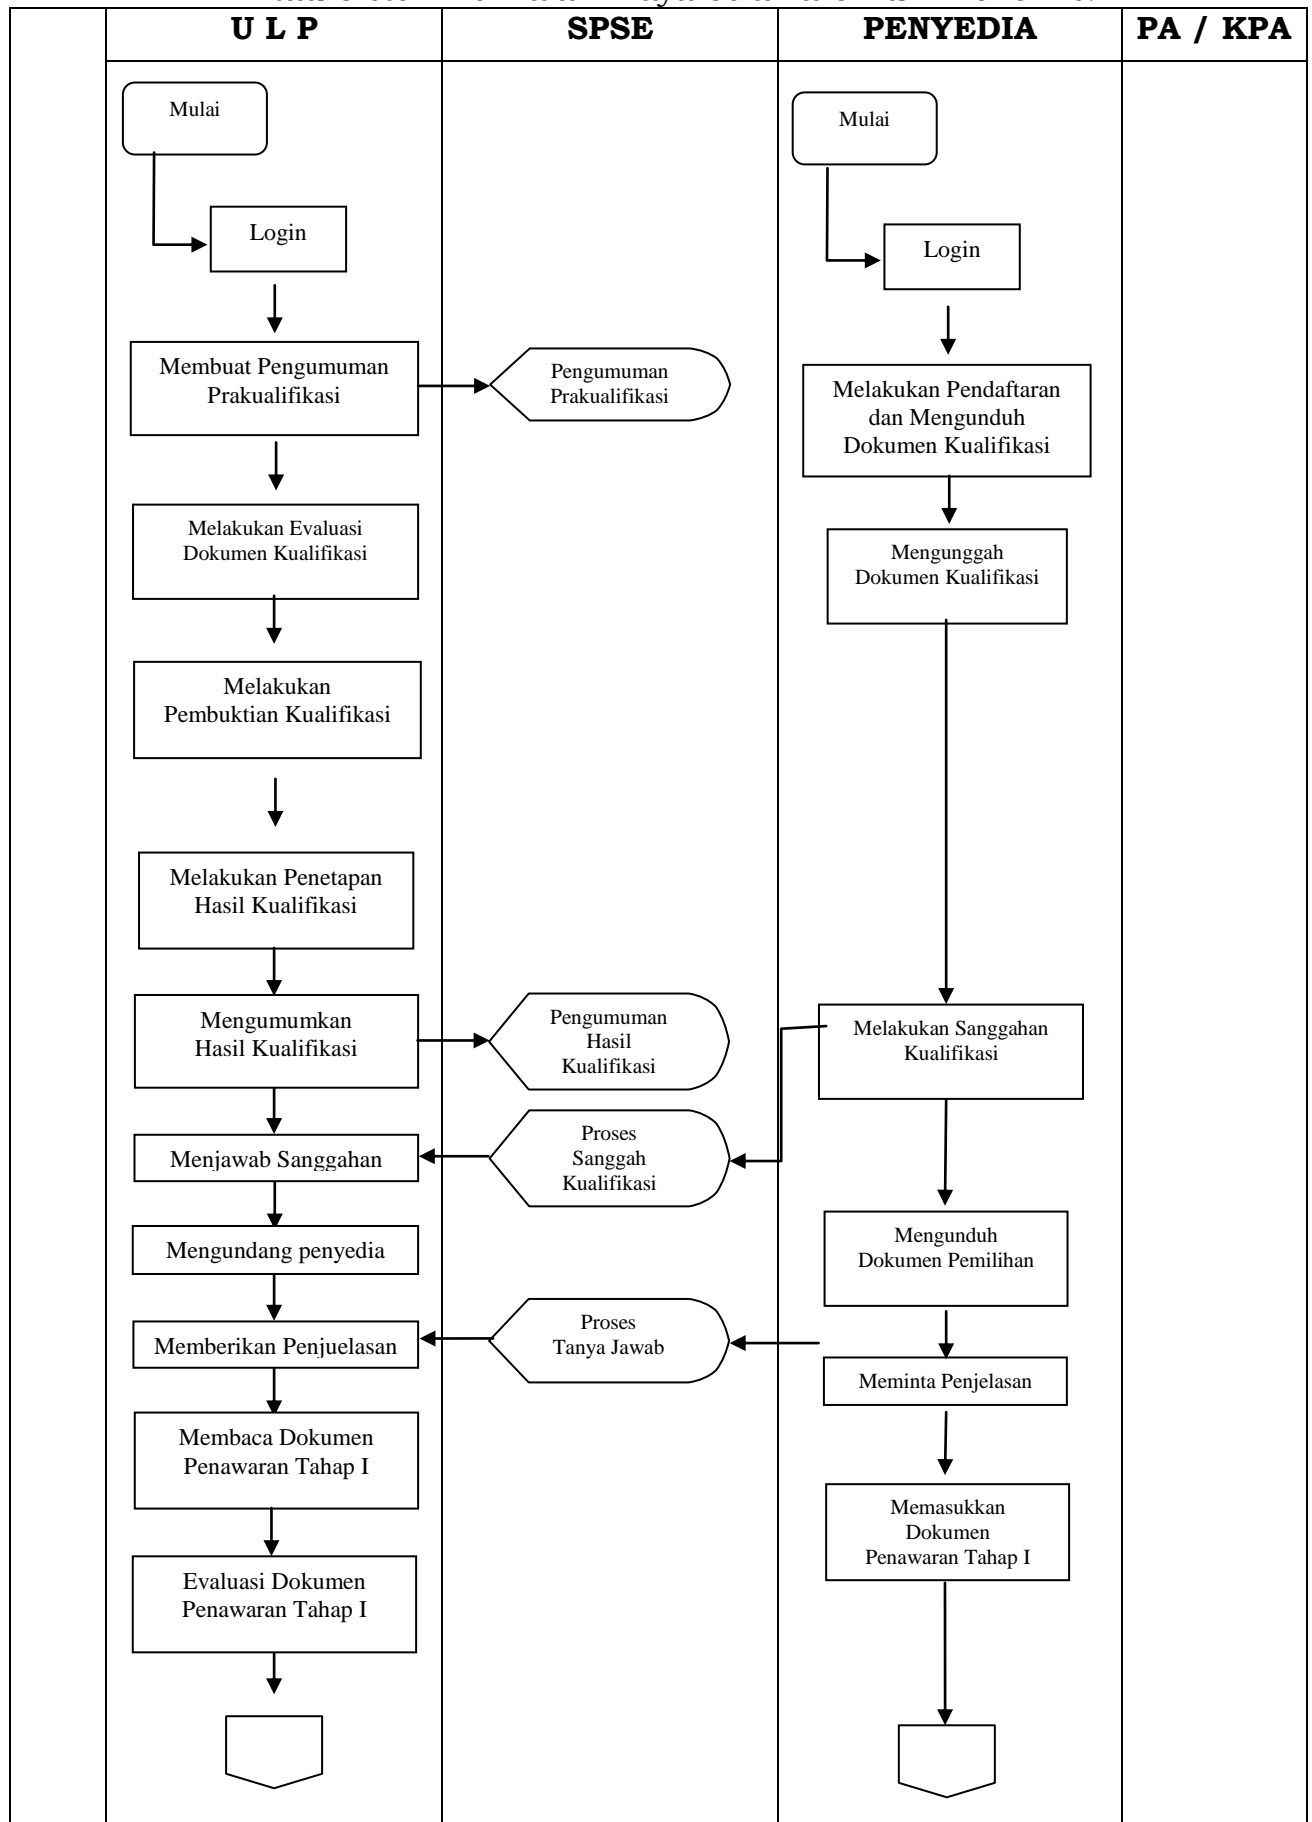 U L P
SPSE
PENYEDIA
PA / KPA
Mulai
Login
Membuat Pengumuman
Prakualifikasi
Melakukan Evaluasi
Dokumen Kualifikasi
Melakukan
Pembuktian Kualifikasi
Melakukan Penetapan
Hasil Kualifikasi
Mengumumkan
Hasil Kualifikasi
Menjawab Sanggahan
Mengundang penyedia
Memberikan Penjuelasan
Membaca Dokumen
Penawaran Tahap I
Evaluasi Dokumen
Penawaran Tahap I
Pengumuman
Prakualifikasi
Pengumuman
Hasil
Kualifikasi
Proses
Sanggah
Kualifikasi
Proses
Tanya Jawab
Mulai
Login
Melakukan Pendaftaran
dan Mengunduh
Dokumen Kualifikasi
Mengunggah
Dokumen Kualifikasi
Melakukan Sanggahan
Kualifikasi
Mengunduh
Dokumen Pemilihan
Meminta Penjelasan
Memasukkan
Dokumen
Penawaran Tahap I